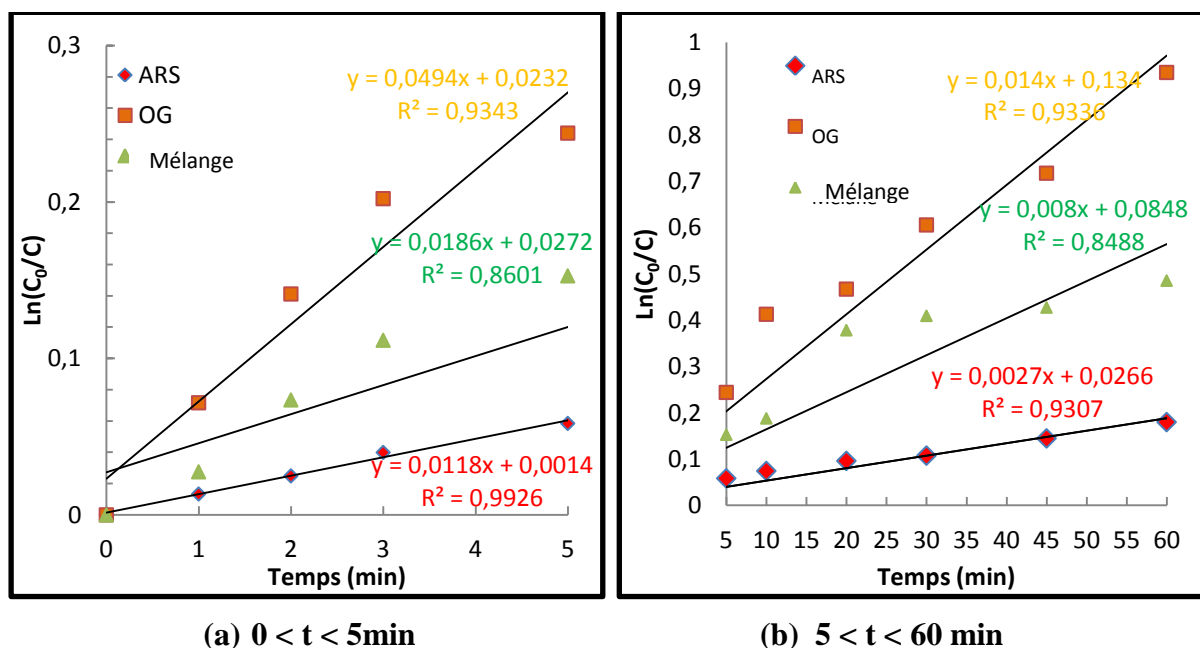 0,3
0,2
0,1
0
Ln(C₀/C)
ARS
OG
Mélange
y = 0,0494x + 0,0232
R² = 0,9343
y = 0,0186x + 0,0272
R² = 0,8601
y = 0,0118x + 0,0014
R² = 0,9926
0 1 2 3 4 5
Temps (min)
(a) 0 < t < 5min
1
0,9
0,8
0,7
0,6
0,5
0,4
0,3
0,2
0,1
0
Ln(C₀/C)
ARS
OG
Mélange
y = 0,014x + 0,134
R² = 0,9336
y = 0,008x + 0,0848
R² = 0,8488
y = 0,0027x + 0,0266
R² = 0,9307
5 10 15 20 25 30 35 40 45 50 55 60
Temps (min)
(b) 5 < t < 60 min